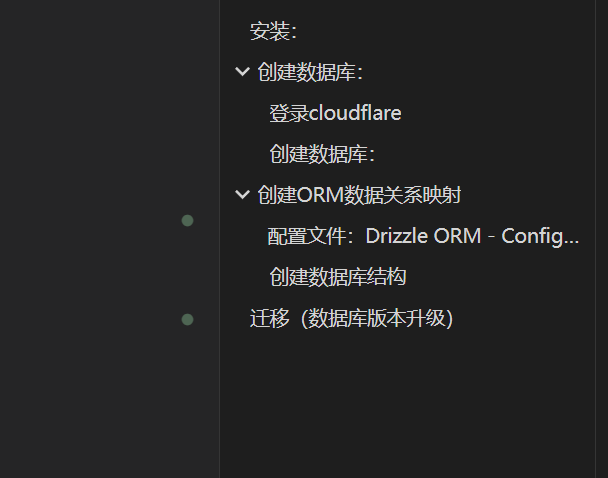 安装：
创建数据库：
登录cloudflare
创建数据库：
创建ORM数据关系映射
配置文件：Drizzle ORM - Config...
创建数据库结构
迁移（数据库版本升级）